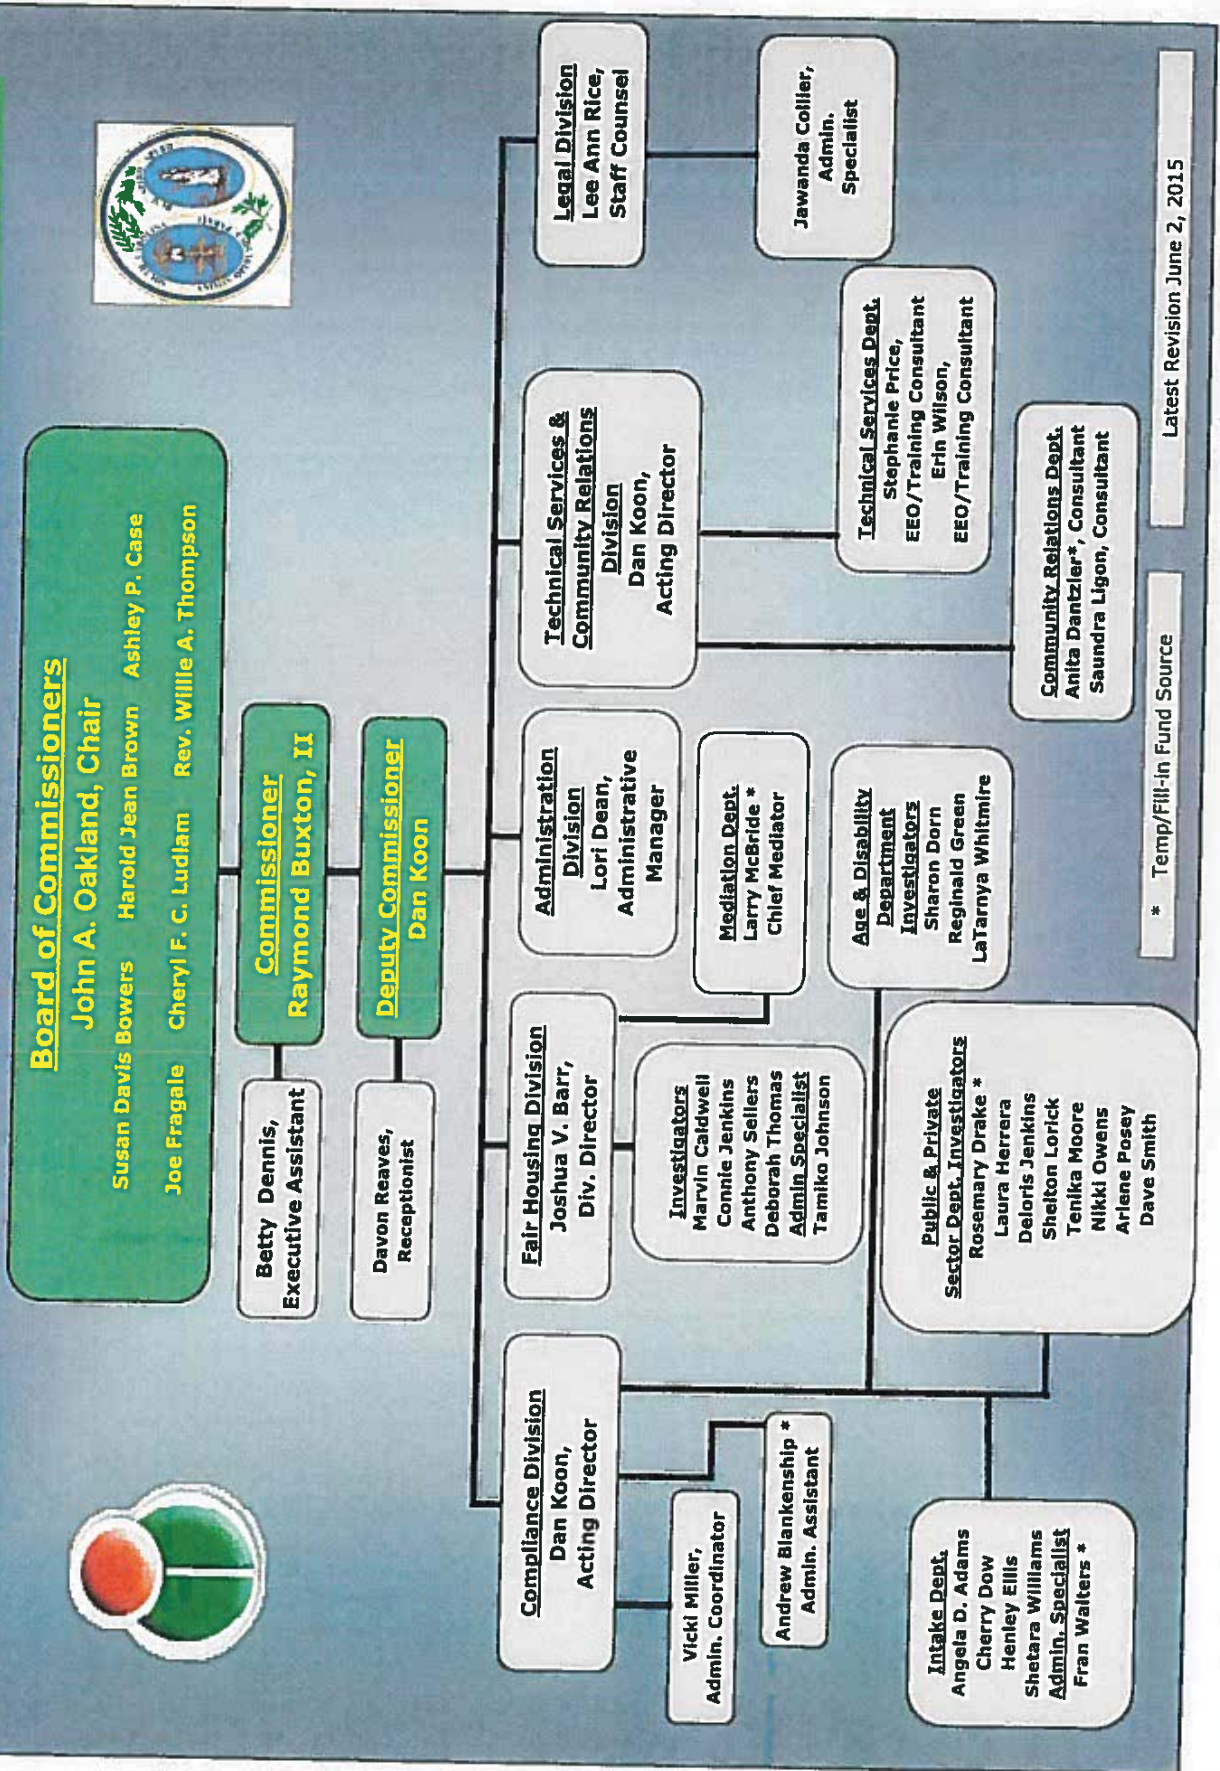 Board of Commissioners
John A. Oakland, Chair
Susan Davis Bowers Harold Jean Brown Ashley P. Case
Joe Fragale Cheryl F. C. Ludlam Rev. Willie A. Thompson
Commissioner
Raymond Buxton, II
Betty Dennis,
Executive Assistant
Deputy Commissioner
Dan Koon
Davon Reaves,
Receptionist
Compliance Division
Dan Koon,
Acting Director
Vicki Miller,
Admin. Coordinator
Andrew Blankenship *
Admin. Assistant
Intake Dept.
Angela D. Adams
Cherry Dow
Henley Ellis
Shetara Williams
Admin. Specialist
Fran Walters *
Public & Private
Sector Dept. Investigators
Rosemary Drake *
Laura Herrera
Deloris Jenkins
Shelton Lorick
Tenika Moore
Nikki Owens
Arlene Posey
Dave Smith
Age & Disability
Department
Investigators
Sharon Dorn
Reginald Green
LaTarnya Whitmire
Fair Housing Division
Joshua V. Barr,
Div. Director
Investigators
Marvin Caldwell
Connie Jenkins
Anthony Sellers
Deborah Thomas
Admin Specialist
Tamiko Johnson
Mediation Dept.
Larry McBride *
Chief Mediator
Administration
Division
Lori Dean,
Administrative
Manager
Technical Services &
Community Relations
Division
Dan Koon,
Acting Director
Technical Services Dept.
Stephanie Price,
EEO/Training Consultant
Erin Wilson,
EEO/Training Consultant
Community Relations Dept.
Anita Dantzler*, Consultant
Saundra Ligon, Consultant
Legal Division
Lee Ann Rice,
Staff Counsel
Jawanda Collier,
Admin.
Specialist
* Temp/Fill-in Fund Source
Latest Revision June 2, 2015